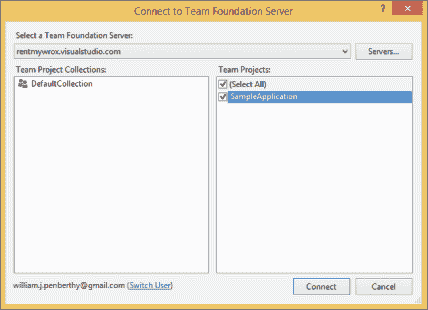 Connect to Team Foundation Server
?
Select a Team Foundation Server:
rentmywrox.visualstudio.com
Servers...
Team Project Collections:
DefaultCollection
Team Projects:
(Select All)
SampleApplication
william.j.penberthy@gmail.com (Switch User)
Connect
Cancel